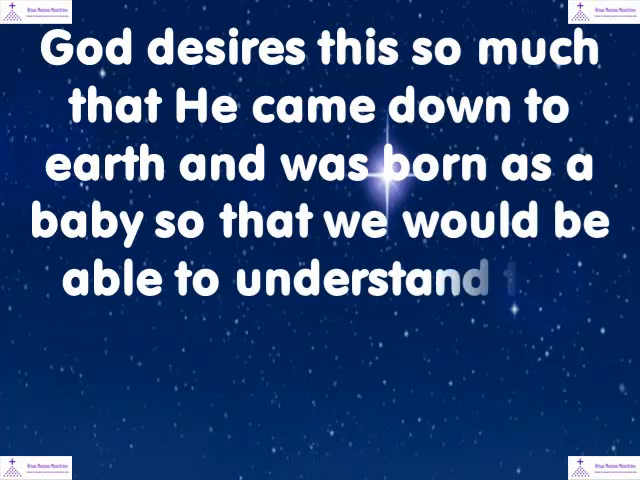 God desires this so much
that He came down to
earth and was born as a
baby so that we would be
able to understand